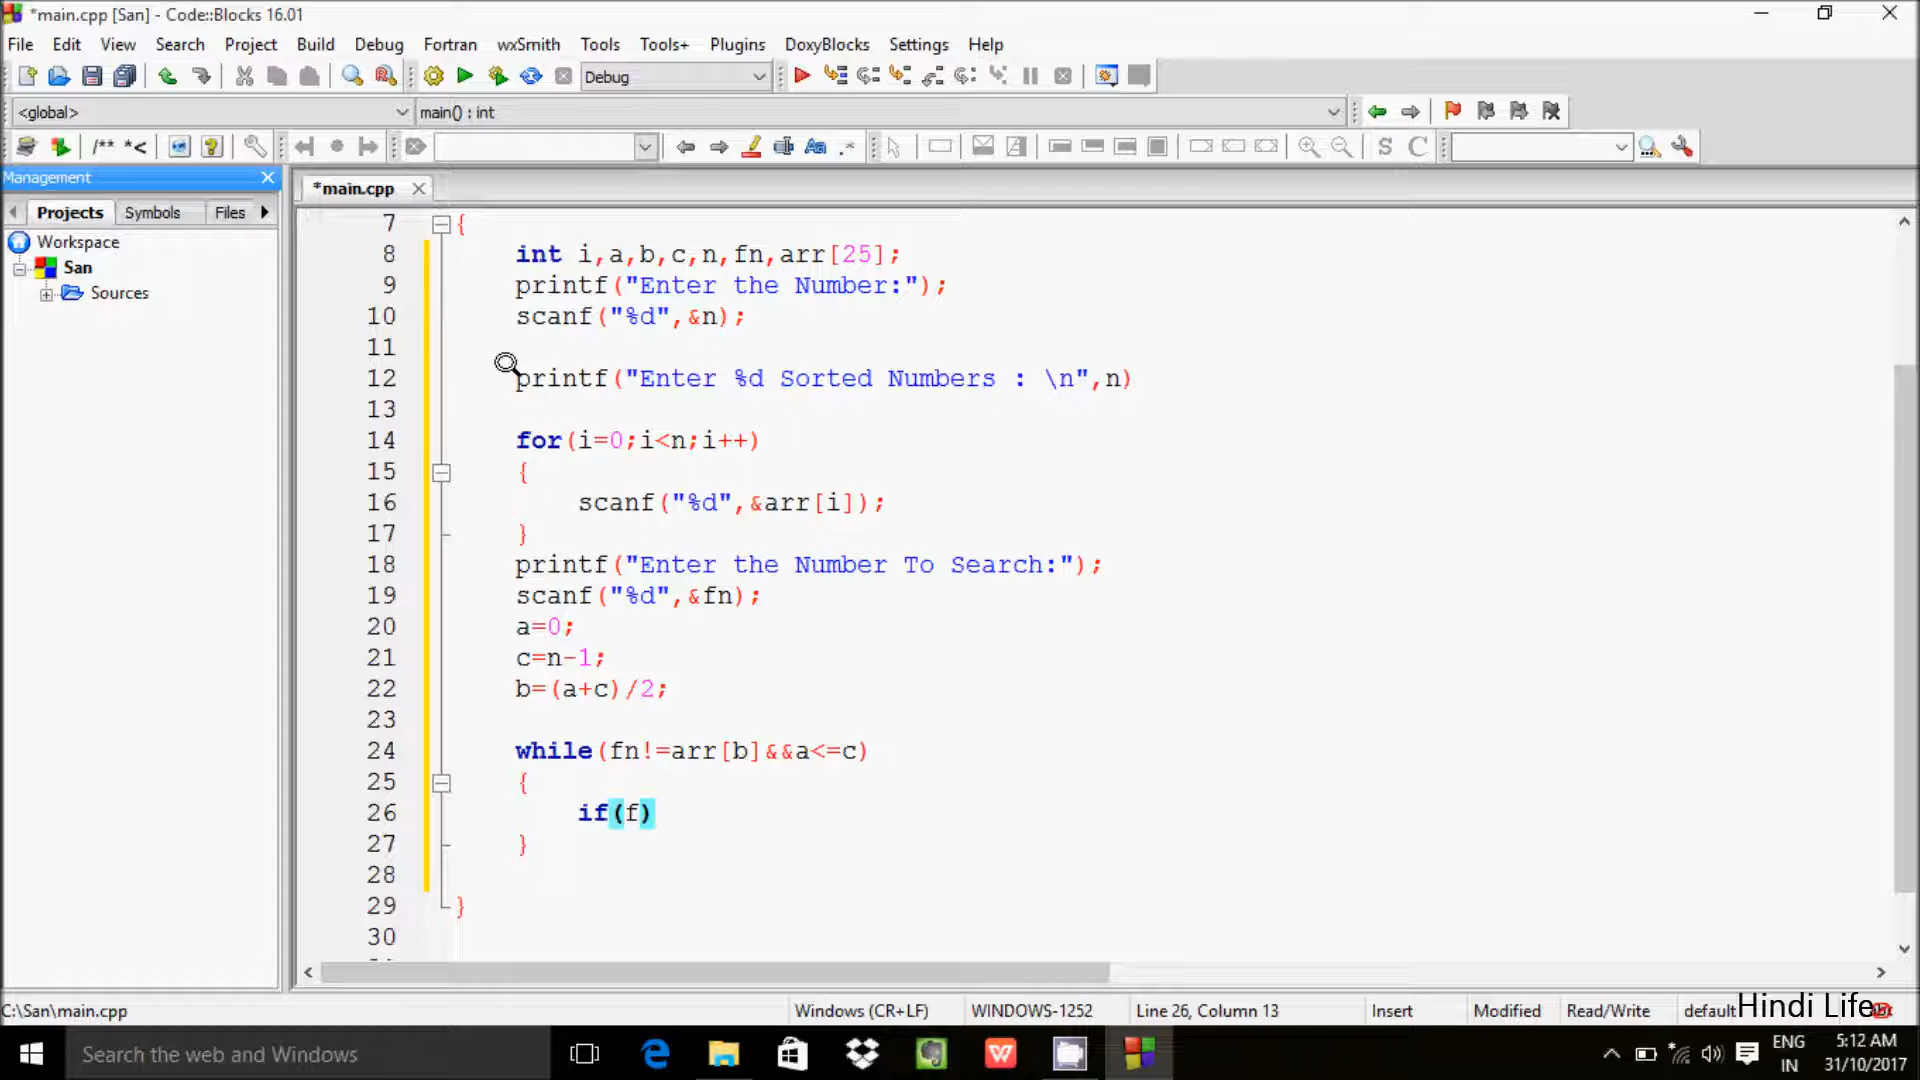 *main.cpp [San] - Code::Blocks 16.01
File Edit View Search Project Build Debug Fortran wxSmith Tools Tools+ Plugins DoxyBlocks Settings Help
Debug
<global> main() : int
/** *<
Management
*main.cpp
Projects Symbols Files
Workspace
San
Sources
7 {
8 int i,a,b,c,n,fn,arr[25];
9 printf("Enter the Number:");
10 scanf("%d",&n);
11
12 printf("Enter %d Sorted Numbers : \n",n)
13
14 for(i=0;i<n;i++)
15 {
16 scanf("%d",&arr[i]);
17 }
18 printf("Enter the Number To Search:");
19 scanf("%d",&fn);
20 a=0;
21 c=n-1;
22 b=(a+c)/2;
23
24 while(fn!=arr[b]&&a<=c)
25 {
26 if(f)
27 }
28
29 }
30
C:\San\main.cpp Windows (CR+LF) WINDOWS-1252 Line 26, Column 13 Insert Modified Read/Write default
Hindi Life
Search the web and Windows
ENG 5:12 AM
IN 31/10/2017